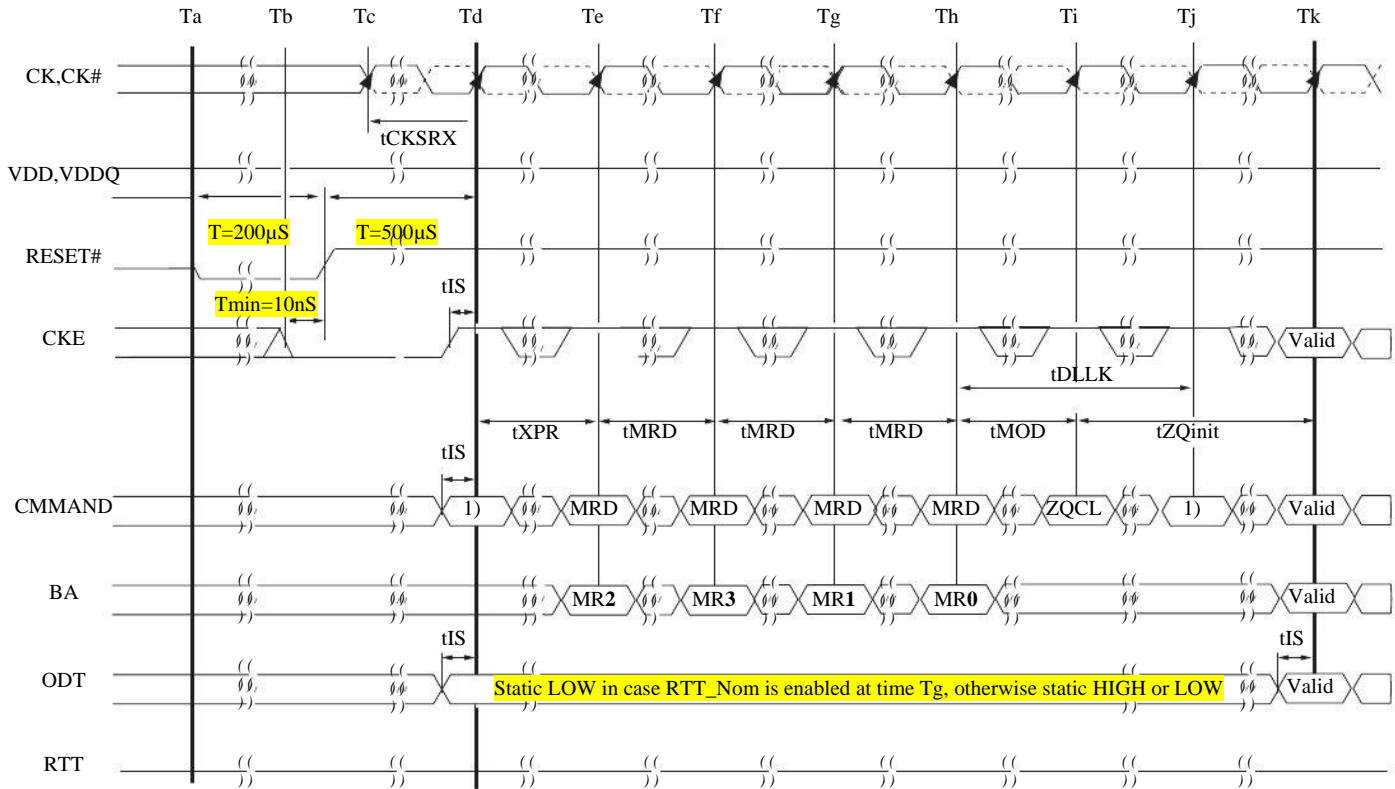 Ta Tb Tc Td Te Tf Tg Th Ti Tj Tk
CK,CK#
tCKSRX
VDD,VDDQ
T=200µS T=500µS
RESET#
Tmin=10nS tIS
CKE Valid
tDLLK
tXPR tMRD tMRD tMRD tMOD tZQinit
tIS
CMMAND 1) MRD MRD MRD MRD ZQCL 1) Valid
BA MR2 MR3 MR1 MR0 Valid
tIS tIS
ODT Static LOW in case RTT_Nom is enabled at time Tg, otherwise static HIGH or LOW Valid
RTT